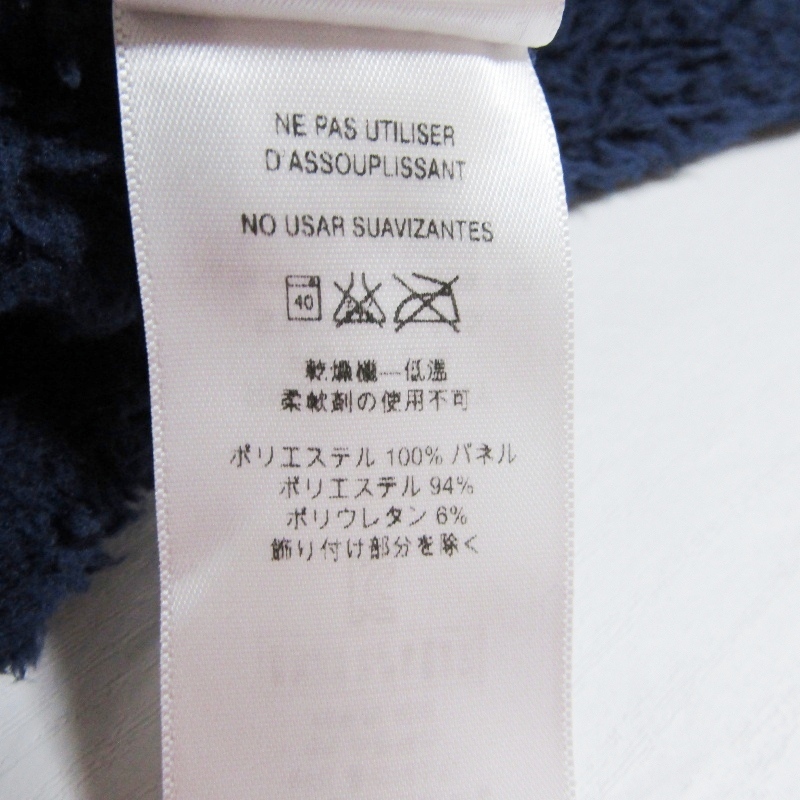 NE PAS UTILISER
D'ASSOUPLISSANT
NO USAR SUAVIZANTES
40
乾燥機—低温
柔軟剤の使用不可
ポリエステル 100% パネル
ポリエステル 94%
ポリウレタン 6%
飾り付け部分を除く